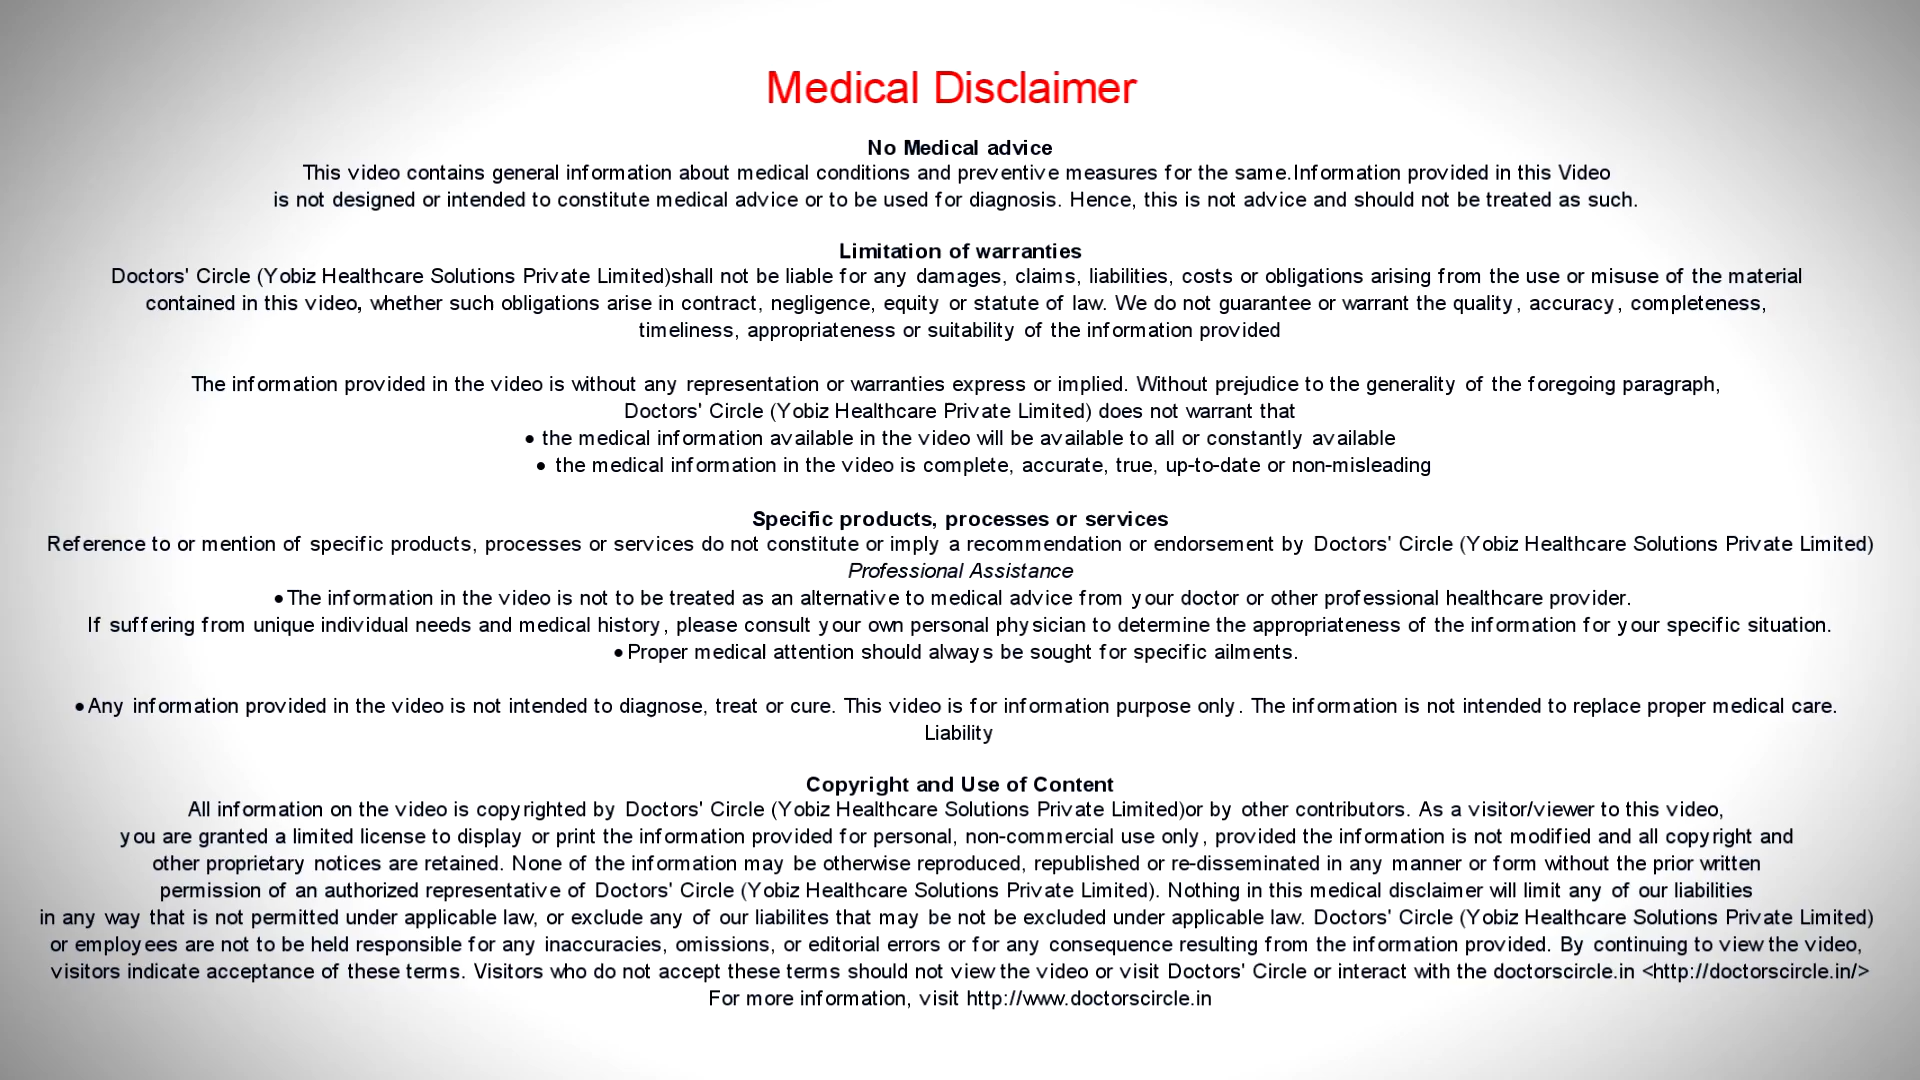 Medical Disclaimer
No Medical advice
This video contains general information about medical conditions and preventive measures for the same.Information provided in this Video
is not designed or intended to constitute medical advice or to be used for diagnosis. Hence, this is not advice and should not be treated as such.
Limitation of warranties
Doctors' Circle (Yobiz Healthcare Solutions Private Limited)shall not be liable for any damages, claims, liabilities, costs or obligations arising from the use or misuse of the material
contained in this video, whether such obligations arise in contract, negligence, equity or statute of law. We do not guarantee or warrant the quality, accuracy, completeness,
timeliness, appropriateness or suitability of the information provided
The information provided in the video is without any representation or warranties express or implied. Without prejudice to the generality of the foregoing paragraph,
Doctors' Circle (Yobiz Healthcare Private Limited) does not warrant that
• the medical information available in the video will be available to all or constantly available
• the medical information in the video is complete, accurate, true, up-to-date or non-misleading
Specific products, processes or services
Reference to or mention of specific products, processes or services do not constitute or imply a recommendation or endorsement by Doctors' Circle (Yobiz Healthcare Solutions Private Limited)
Professional Assistance
•The information in the video is not to be treated as an alternative to medical advice from your doctor or other professional healthcare provider.
If suffering from unique individual needs and medical history, please consult your own personal physician to determine the appropriateness of the information for your specific situation.
•Proper medical attention should always be sought for specific ailments.
•Any information provided in the video is not intended to diagnose, treat or cure. This video is for information purpose only. The information is not intended to replace proper medical care.
Liability
Copyright and Use of Content
All information on the video is copyrighted by Doctors' Circle (Yobiz Healthcare Solutions Private Limited)or by other contributors. As a visitor/viewer to this video,
you are granted a limited license to display or print the information provided for personal, non-commercial use only, provided the information is not modified and all copyright and
other proprietary notices are retained. None of the information may be otherwise reproduced, republished or re-disseminated in any manner or form without the prior written
permission of an authorized representative of Doctors' Circle (Yobiz Healthcare Solutions Private Limited). Nothing in this medical disclaimer will limit any of our liabilities
in any way that is not permitted under applicable law, or exclude any of our liabilites that may be not be excluded under applicable law. Doctors' Circle (Yobiz Healthcare Solutions Private Limited)
or employees are not to be held responsible for any inaccuracies, omissions, or editorial errors or for any consequence resulting from the information provided. By continuing to view the video,
visitors indicate acceptance of these terms. Visitors who do not accept these terms should not view the video or visit Doctors' Circle or interact with the doctorscircle.in <http://doctorscircle.in/>
For more information, visit http://www.doctorscircle.in